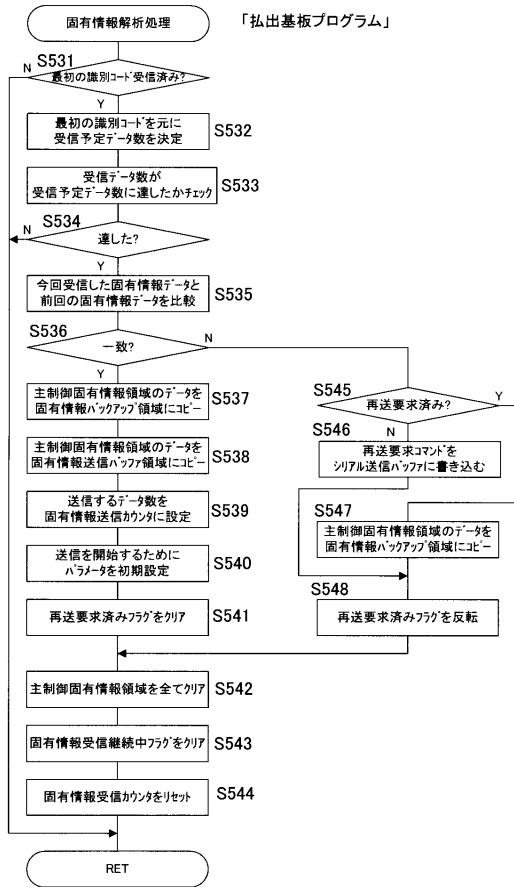 固有情報解析処理
「払出基板プログラム」
S531
N
最初の識別コード受信済み?
Y
最初の識別コードを元に
受信予定データ数を決定
S532
受信データ数が
受信予定データ数に達したかチェック
S533
S534
N
達した?
Y
今回受信した固有情報データと
前回の固有情報データを比較
S535
S536
一致?
N
Y
主制御固有情報領域のデータを
固有情報バックアップ領域にコピー
S537
主制御固有情報領域のデータを
固有情報送信バッファ領域にコピー
S538
送信するデータ数を
固有情報送信カウンタに設定
S539
送信を開始するために
パラメータを初期設定
S540
再送要求済みフラグをクリア
S541
S545
再送要求済み?
Y
N
S546
再送要求コマンドを
シリアル送信バッファに書き込む
S547
主制御固有情報領域のデータを
固有情報バックアップ領域にコピー
S548
再送要求済みフラグを反転
主制御固有情報領域を全てクリア
S542
固有情報受信継続中フラグをクリア
S543
固有情報受信カウンタをリセット
S544
RET